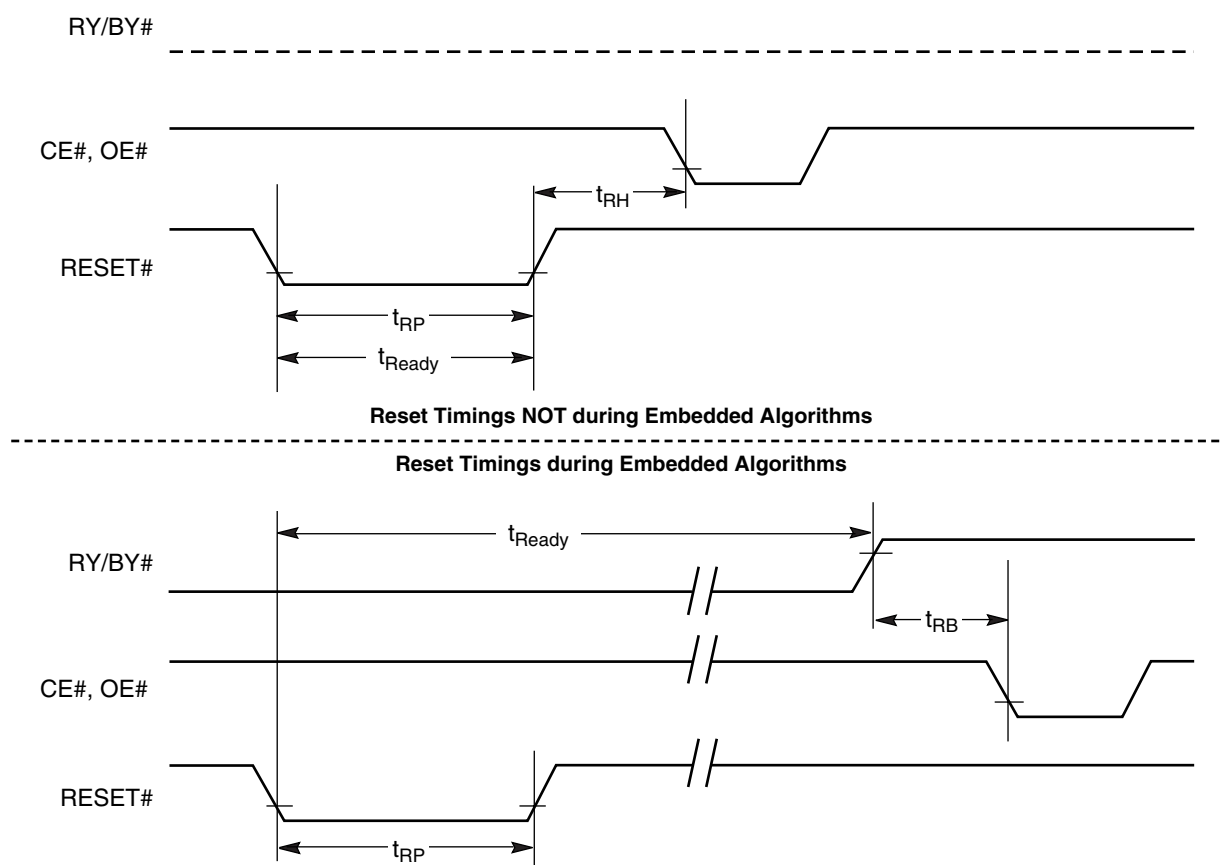 RY/BY#
CE#, OE#
tRH
RESET#
tRP
tReady
Reset Timings NOT during Embedded Algorithms
Reset Timings during Embedded Algorithms
tReady
RY/BY#
tRB
CE#, OE#
RESET#
tRP